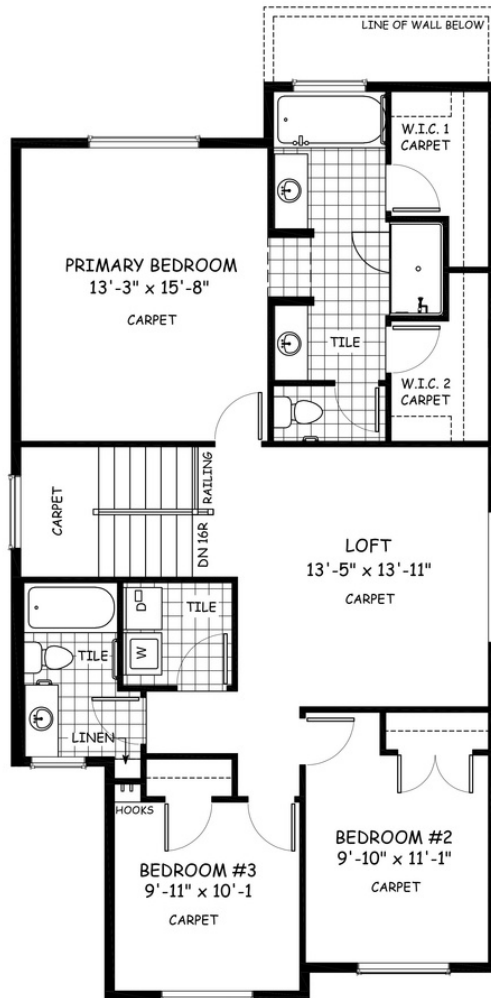 LINE OF WALL BELOW
W.I.C. 1
CARPET
PRIMARY BEDROOM
13'-3" x 15'-8"
CARPET
TILE
W.I.C. 2
CARPET
CARPET
RAILING
DN 16R
LOFT
13'-5" x 13'-11"
CARPET
D
TILE
W
TILE
LINEN
HOOKS
BEDROOM #2
9'-10" x 11'-1"
CARPET
BEDROOM #3
9'-11" x 10'-1
CARPET